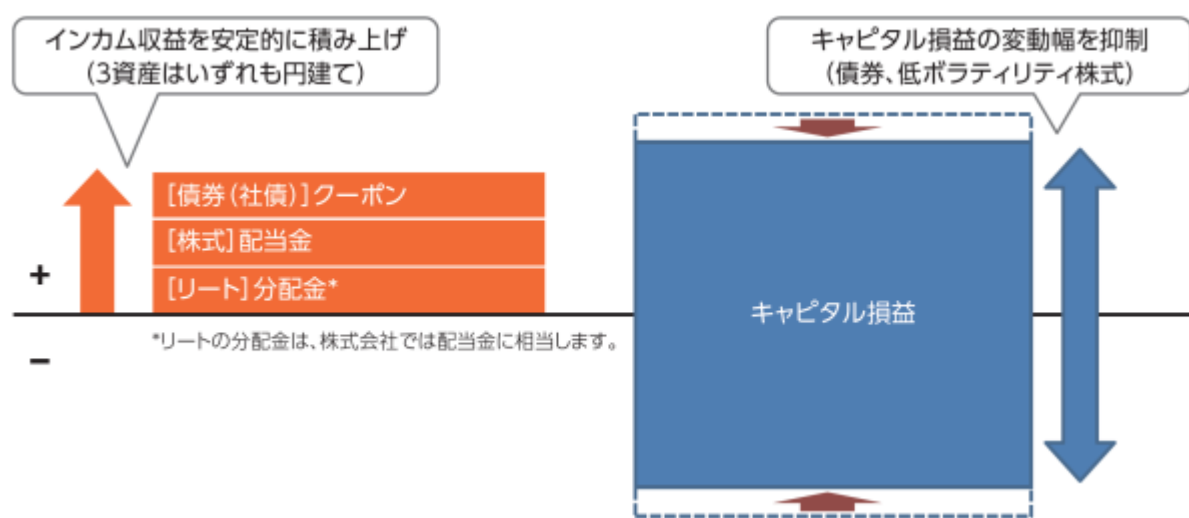 インカム収益を安定的に積み上げ
(3資産はいずれも円建て)
キャピタル損益の変動幅を抑制
(債券、低ボラティリティ株式)
[債券(社債)]クーポン
[株式]配当金
[リート]分配金*
+
キャピタル損益
*リートの分配金は、株式会社では配当金に相当します。
−